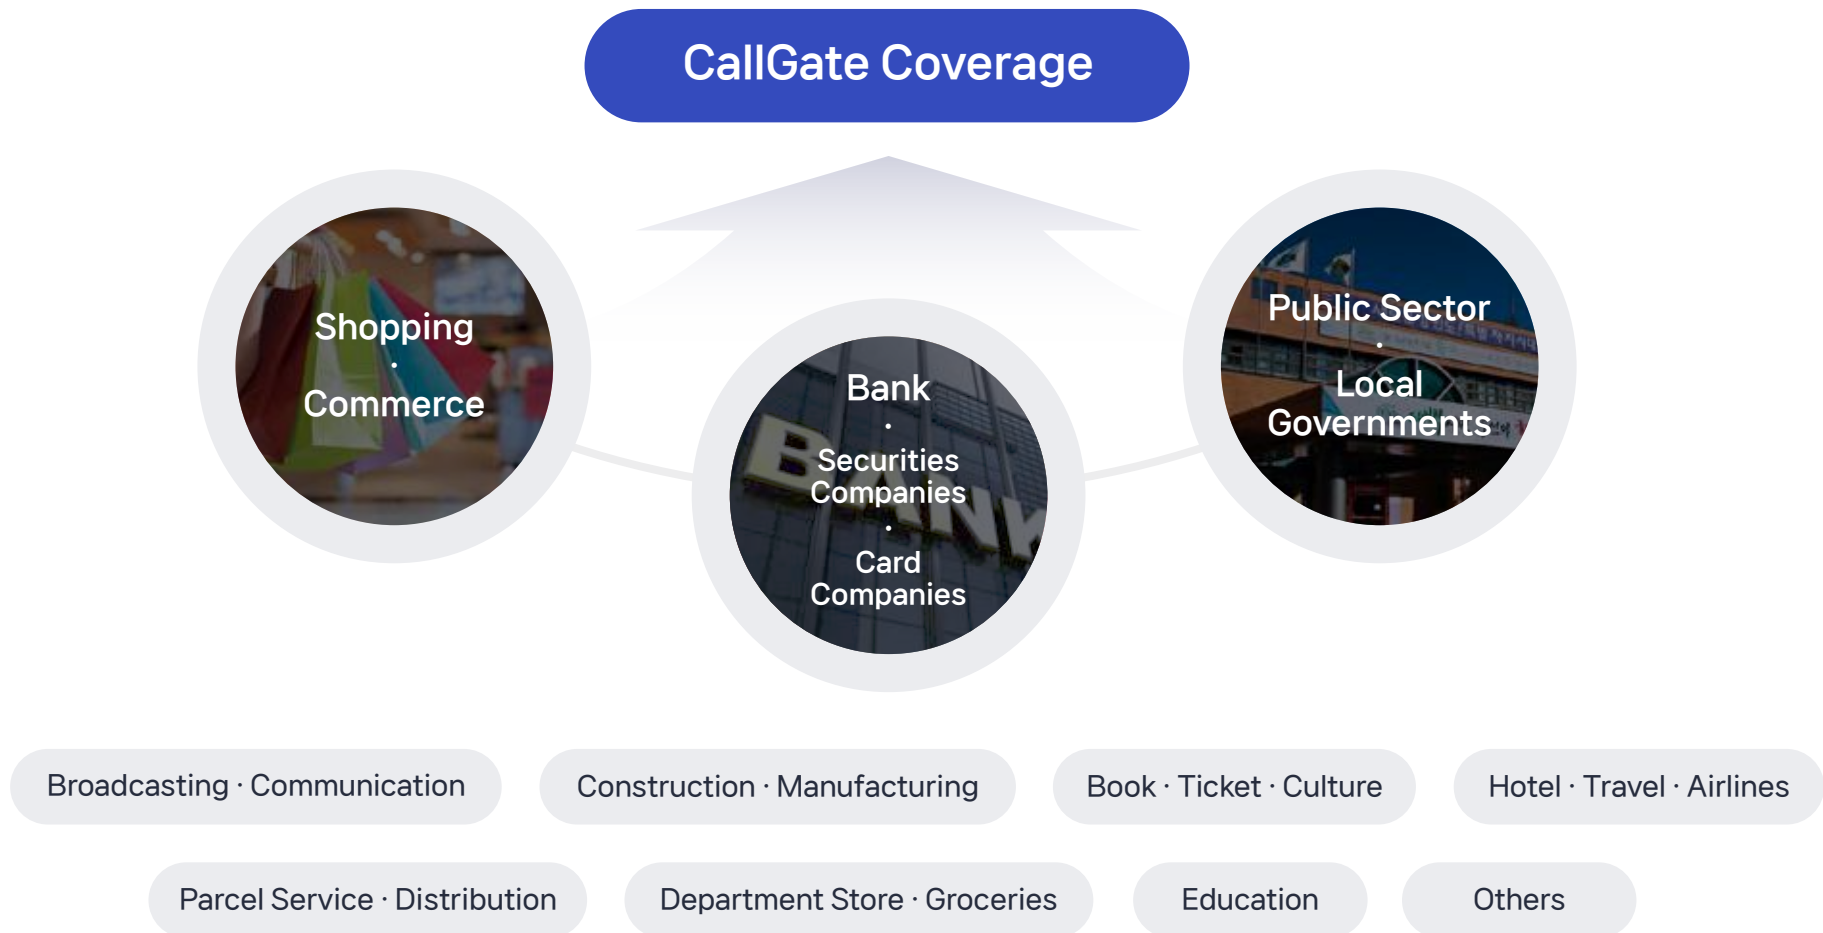 CallGate Coverage
Shopping
·
Commerce
Bank
·
Securities
Companies
·
Card
Companies
BANK
Public Sector
·
Local
Governments
Broadcasting · Communication
Construction · Manufacturing
Book · Ticket · Culture
Hotel · Travel · Airlines
Parcel Service · Distribution
Department Store · Groceries
Education
Others